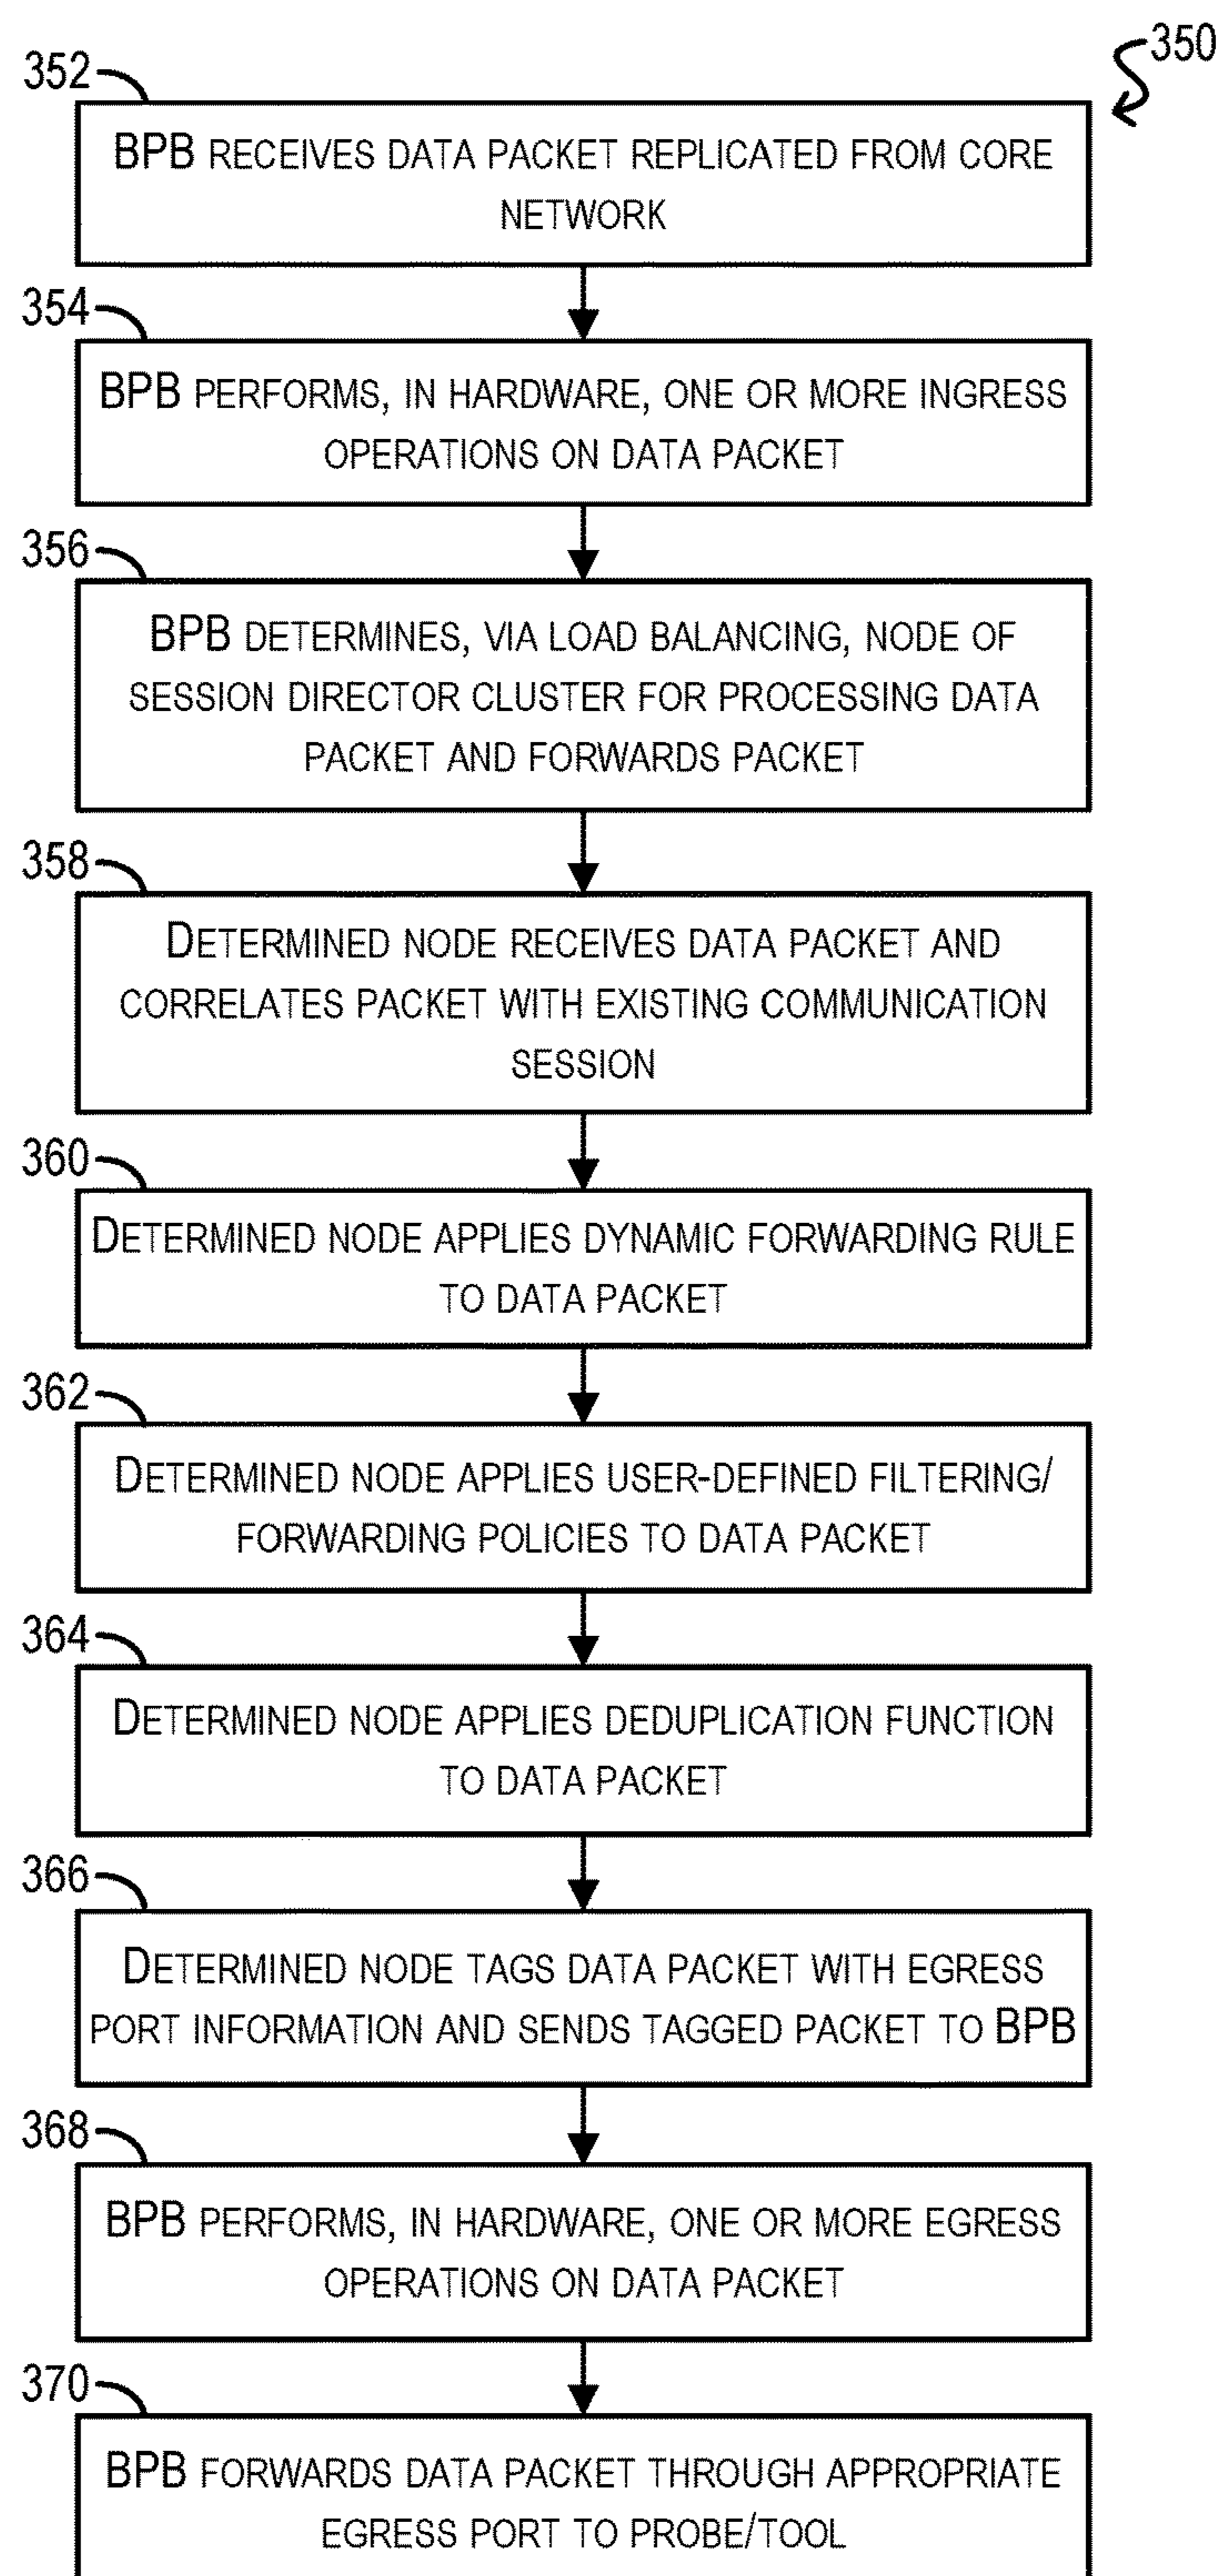 350
352
BPB RECEIVES DATA PACKET REPLICATED FROM CORE
NETWORK
354
BPB PERFORMS, IN HARDWARE, ONE OR MORE INGRESS
OPERATIONS ON DATA PACKET
356
BPB DETERMINES, VIA LOAD BALANCING, NODE OF
SESSION DIRECTOR CLUSTER FOR PROCESSING DATA
PACKET AND FORWARDS PACKET
358
DETERMINED NODE RECEIVES DATA PACKET AND
CORRELATES PACKET WITH EXISTING COMMUNICATION
SESSION
360
DETERMINED NODE APPLIES DYNAMIC FORWARDING RULE
TO DATA PACKET
362
DETERMINED NODE APPLIES USER-DEFINED FILTERING/
FORWARDING POLICIES TO DATA PACKET
364
DETERMINED NODE APPLIES DEDUPLICATION FUNCTION
TO DATA PACKET
366
DETERMINED NODE TAGS DATA PACKET WITH EGRESS
PORT INFORMATION AND SENDS TAGGED PACKET TO BPB
368
BPB PERFORMS, IN HARDWARE, ONE OR MORE EGRESS
OPERATIONS ON DATA PACKET
370
BPB FORWARDS DATA PACKET THROUGH APPROPRIATE
EGRESS PORT TO PROBE/TOOL